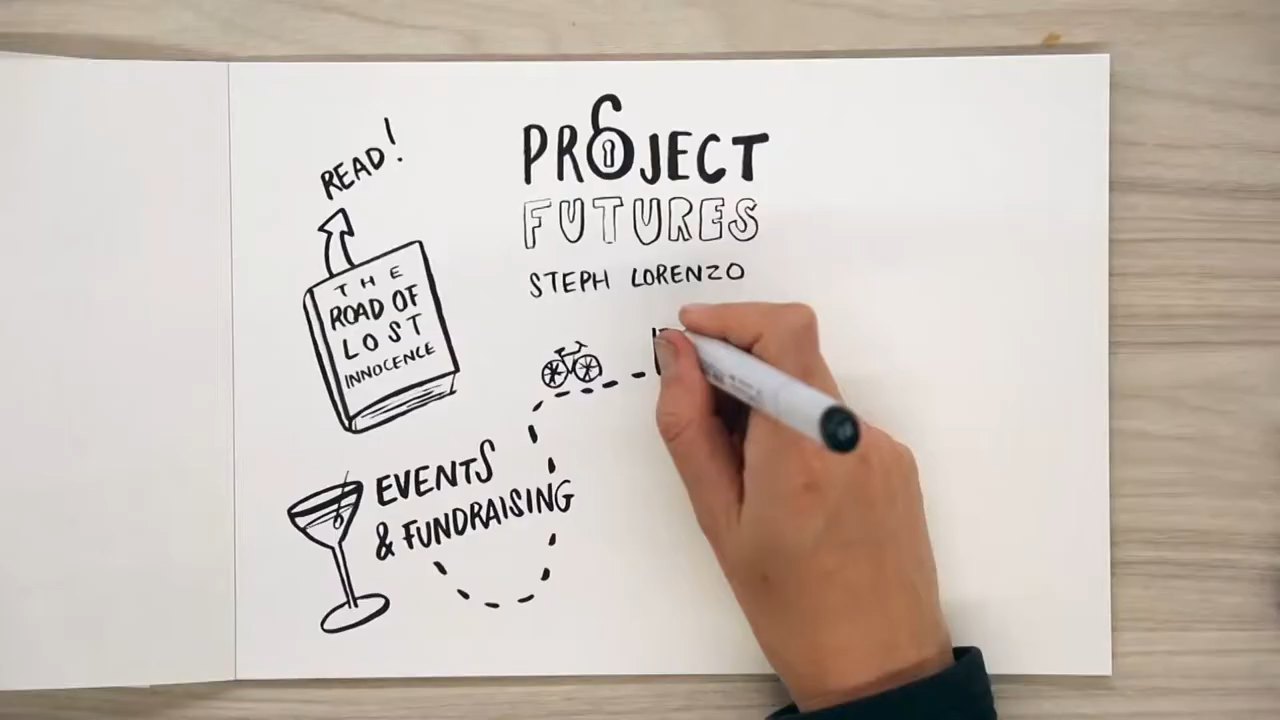 PROJECT
FUTURES
STEPH LORENZO
READ!
THE
ROAD OF
LOST
INNOCENCE
EVENTS
& FUNDRAISING